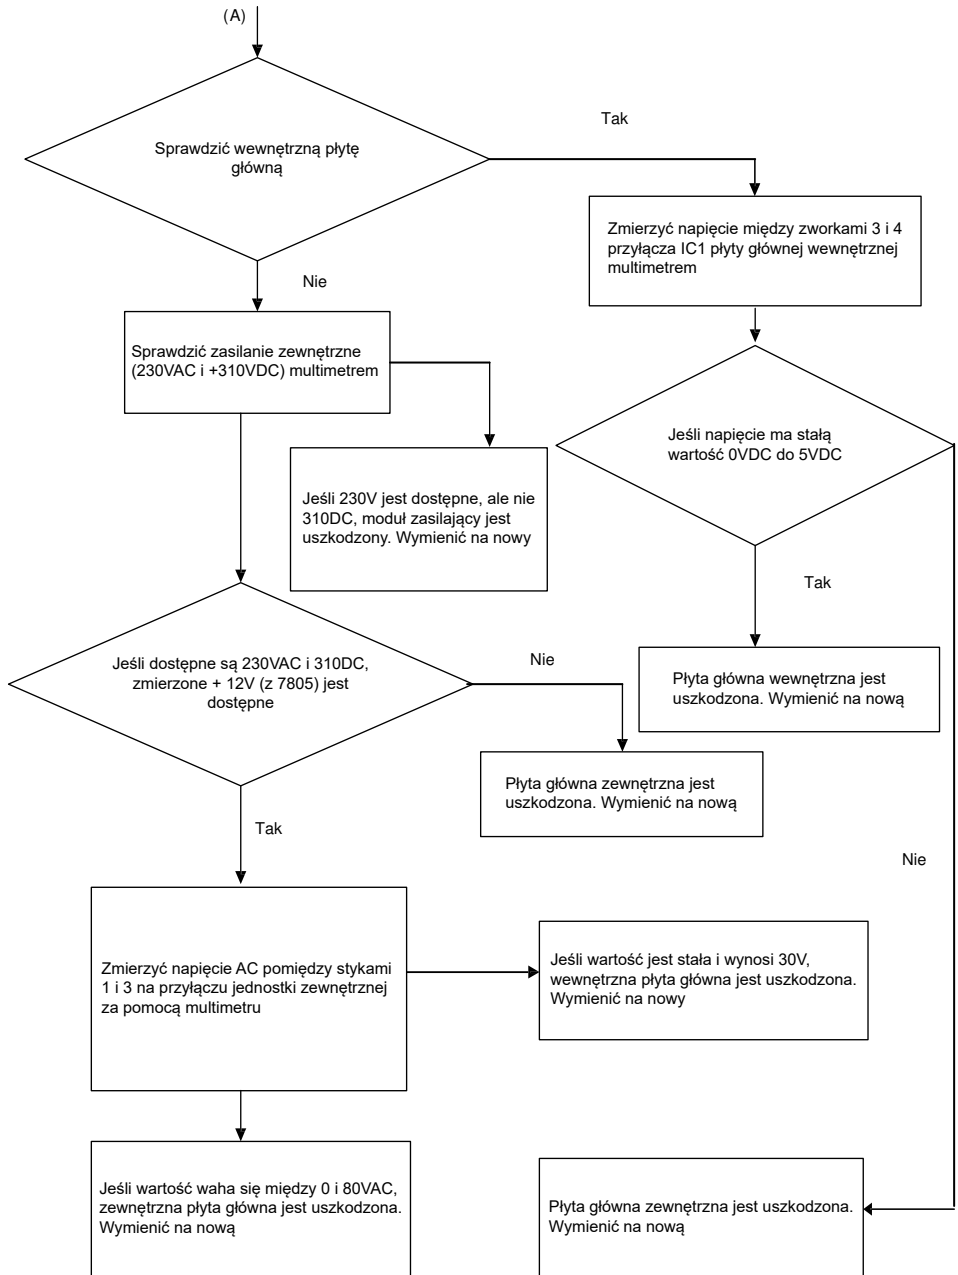 (A)
Sprawdzić wewnętrzną płytę
główną
Tak
Zmierzyć napięcie między zworkami 3 i 4
przyłącza IC1 płyty głównej wewnętrznej
multimetrem
Nie
Sprawdzić zasilanie zewnętrzne
(230VAC i +310VDC) multimetrem
Jeśli napięcie ma stałą
wartość 0VDC do 5VDC
Jeśli 230V jest dostępne, ale nie
310DC, moduł zasilający jest
uszkodzony. Wymienić na nowy
Tak
Jeśli dostępne są 230VAC i 310DC,
zmierzone + 12V (z 7805) jest
dostępne
Nie
Płyta główna wewnętrzna jest
uszkodzona. Wymienić na nową
Płyta główna zewnętrzna jest
uszkodzona. Wymienić na nową
Tak
Nie
Zmierzyć napięcie AC pomiędzy stykami
1 i 3 na przyłączu jednostki zewnętrznej
za pomocą multimetru
Jeśli wartość jest stała i wynosi 30V,
wewnętrzna płyta główna jest uszkodzona.
Wymienić na nowy
Jeśli wartość waha się między 0 i 80VAC,
zewnętrzna płyta główna jest uszkodzona.
Wymienić na nową
Płyta główna zewnętrzna jest uszkodzona.
Wymienić na nową